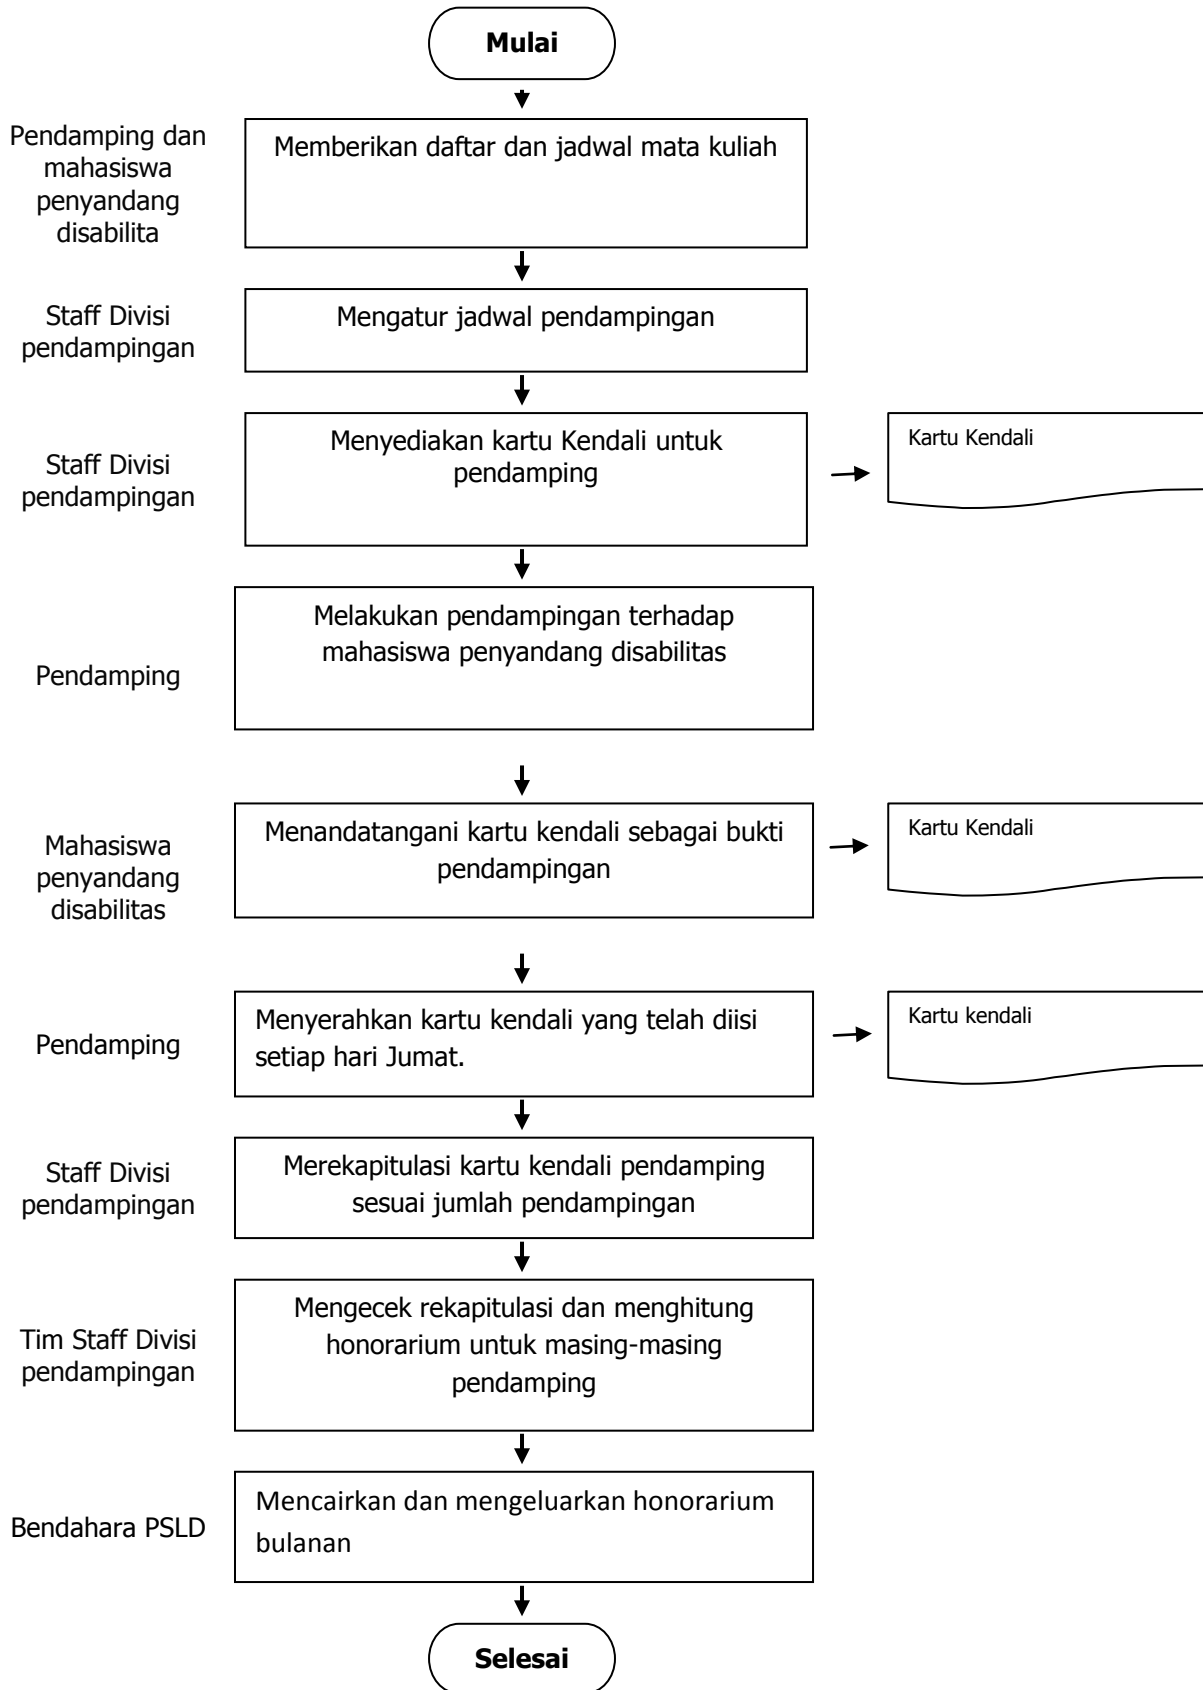 Mulai
Pendamping dan
mahasiswa
penyandang
disabilita
Memberikan daftar dan jadwal mata kuliah
Staff Divisi
pendampingan
Mengatur jadwal pendampingan
Staff Divisi
pendampingan
Menyediakan kartu Kendali untuk
pendamping
Kartu Kendali
Pendamping
Melakukan pendampingan terhadap
mahasiswa penyandang disabilitas
Mahasiswa
penyandang
disabilitas
Menandatangani kartu kendali sebagai bukti
pendampingan
Kartu Kendali
Pendamping
Menyerahkan kartu kendali yang telah diisi
setiap hari Jumat.
Kartu kendali
Staff Divisi
pendampingan
Merekapitulasi kartu kendali pendamping
sesuai jumlah pendampingan
Tim Staff Divisi
pendampingan
Mengecek rekapitulasi dan menghitung
honorarium untuk masing-masing
pendamping
Bendahara PSLD
Mencairkan dan mengeluarkan honorarium
bulanan
Selesai